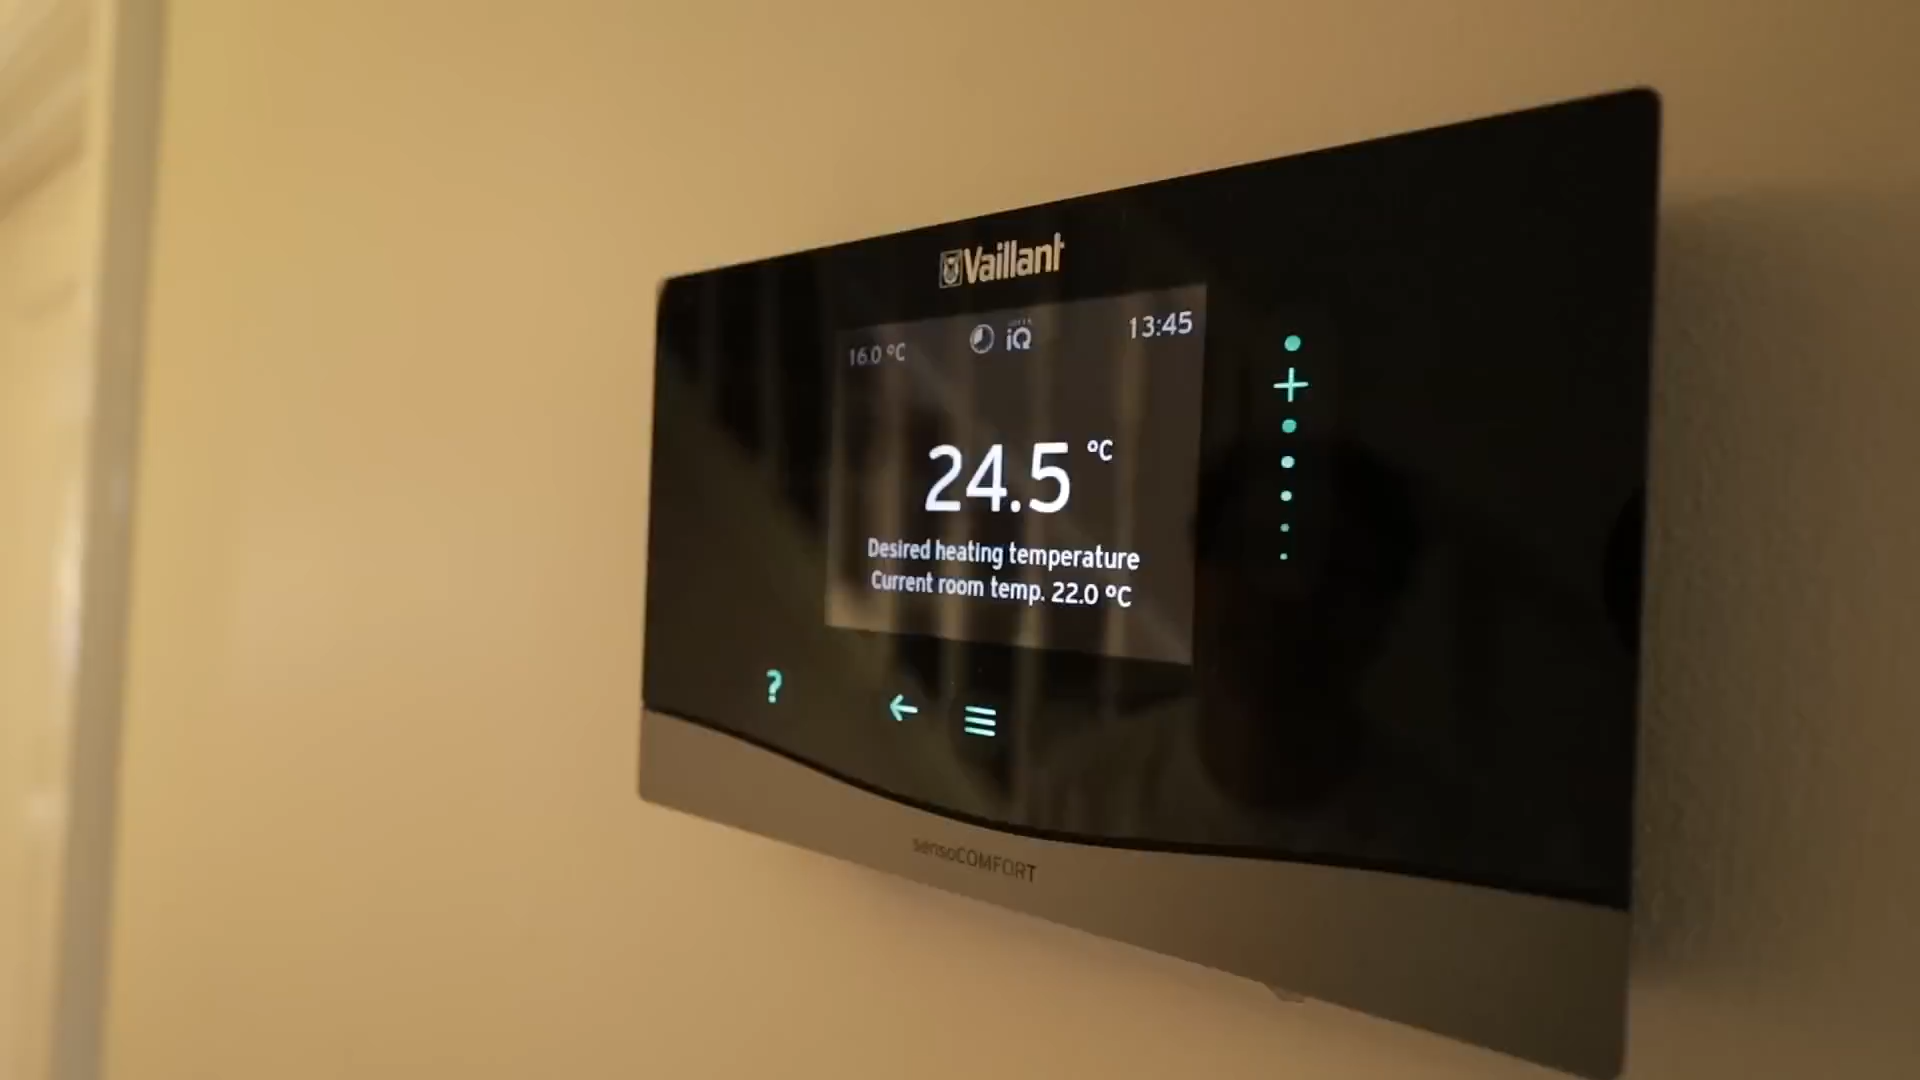 Vaillant
16.0 °C iQ 13:45
24.5 °C
Desired heating temperature
Current room temp. 22.0 °C
?
sensoCOMFORT